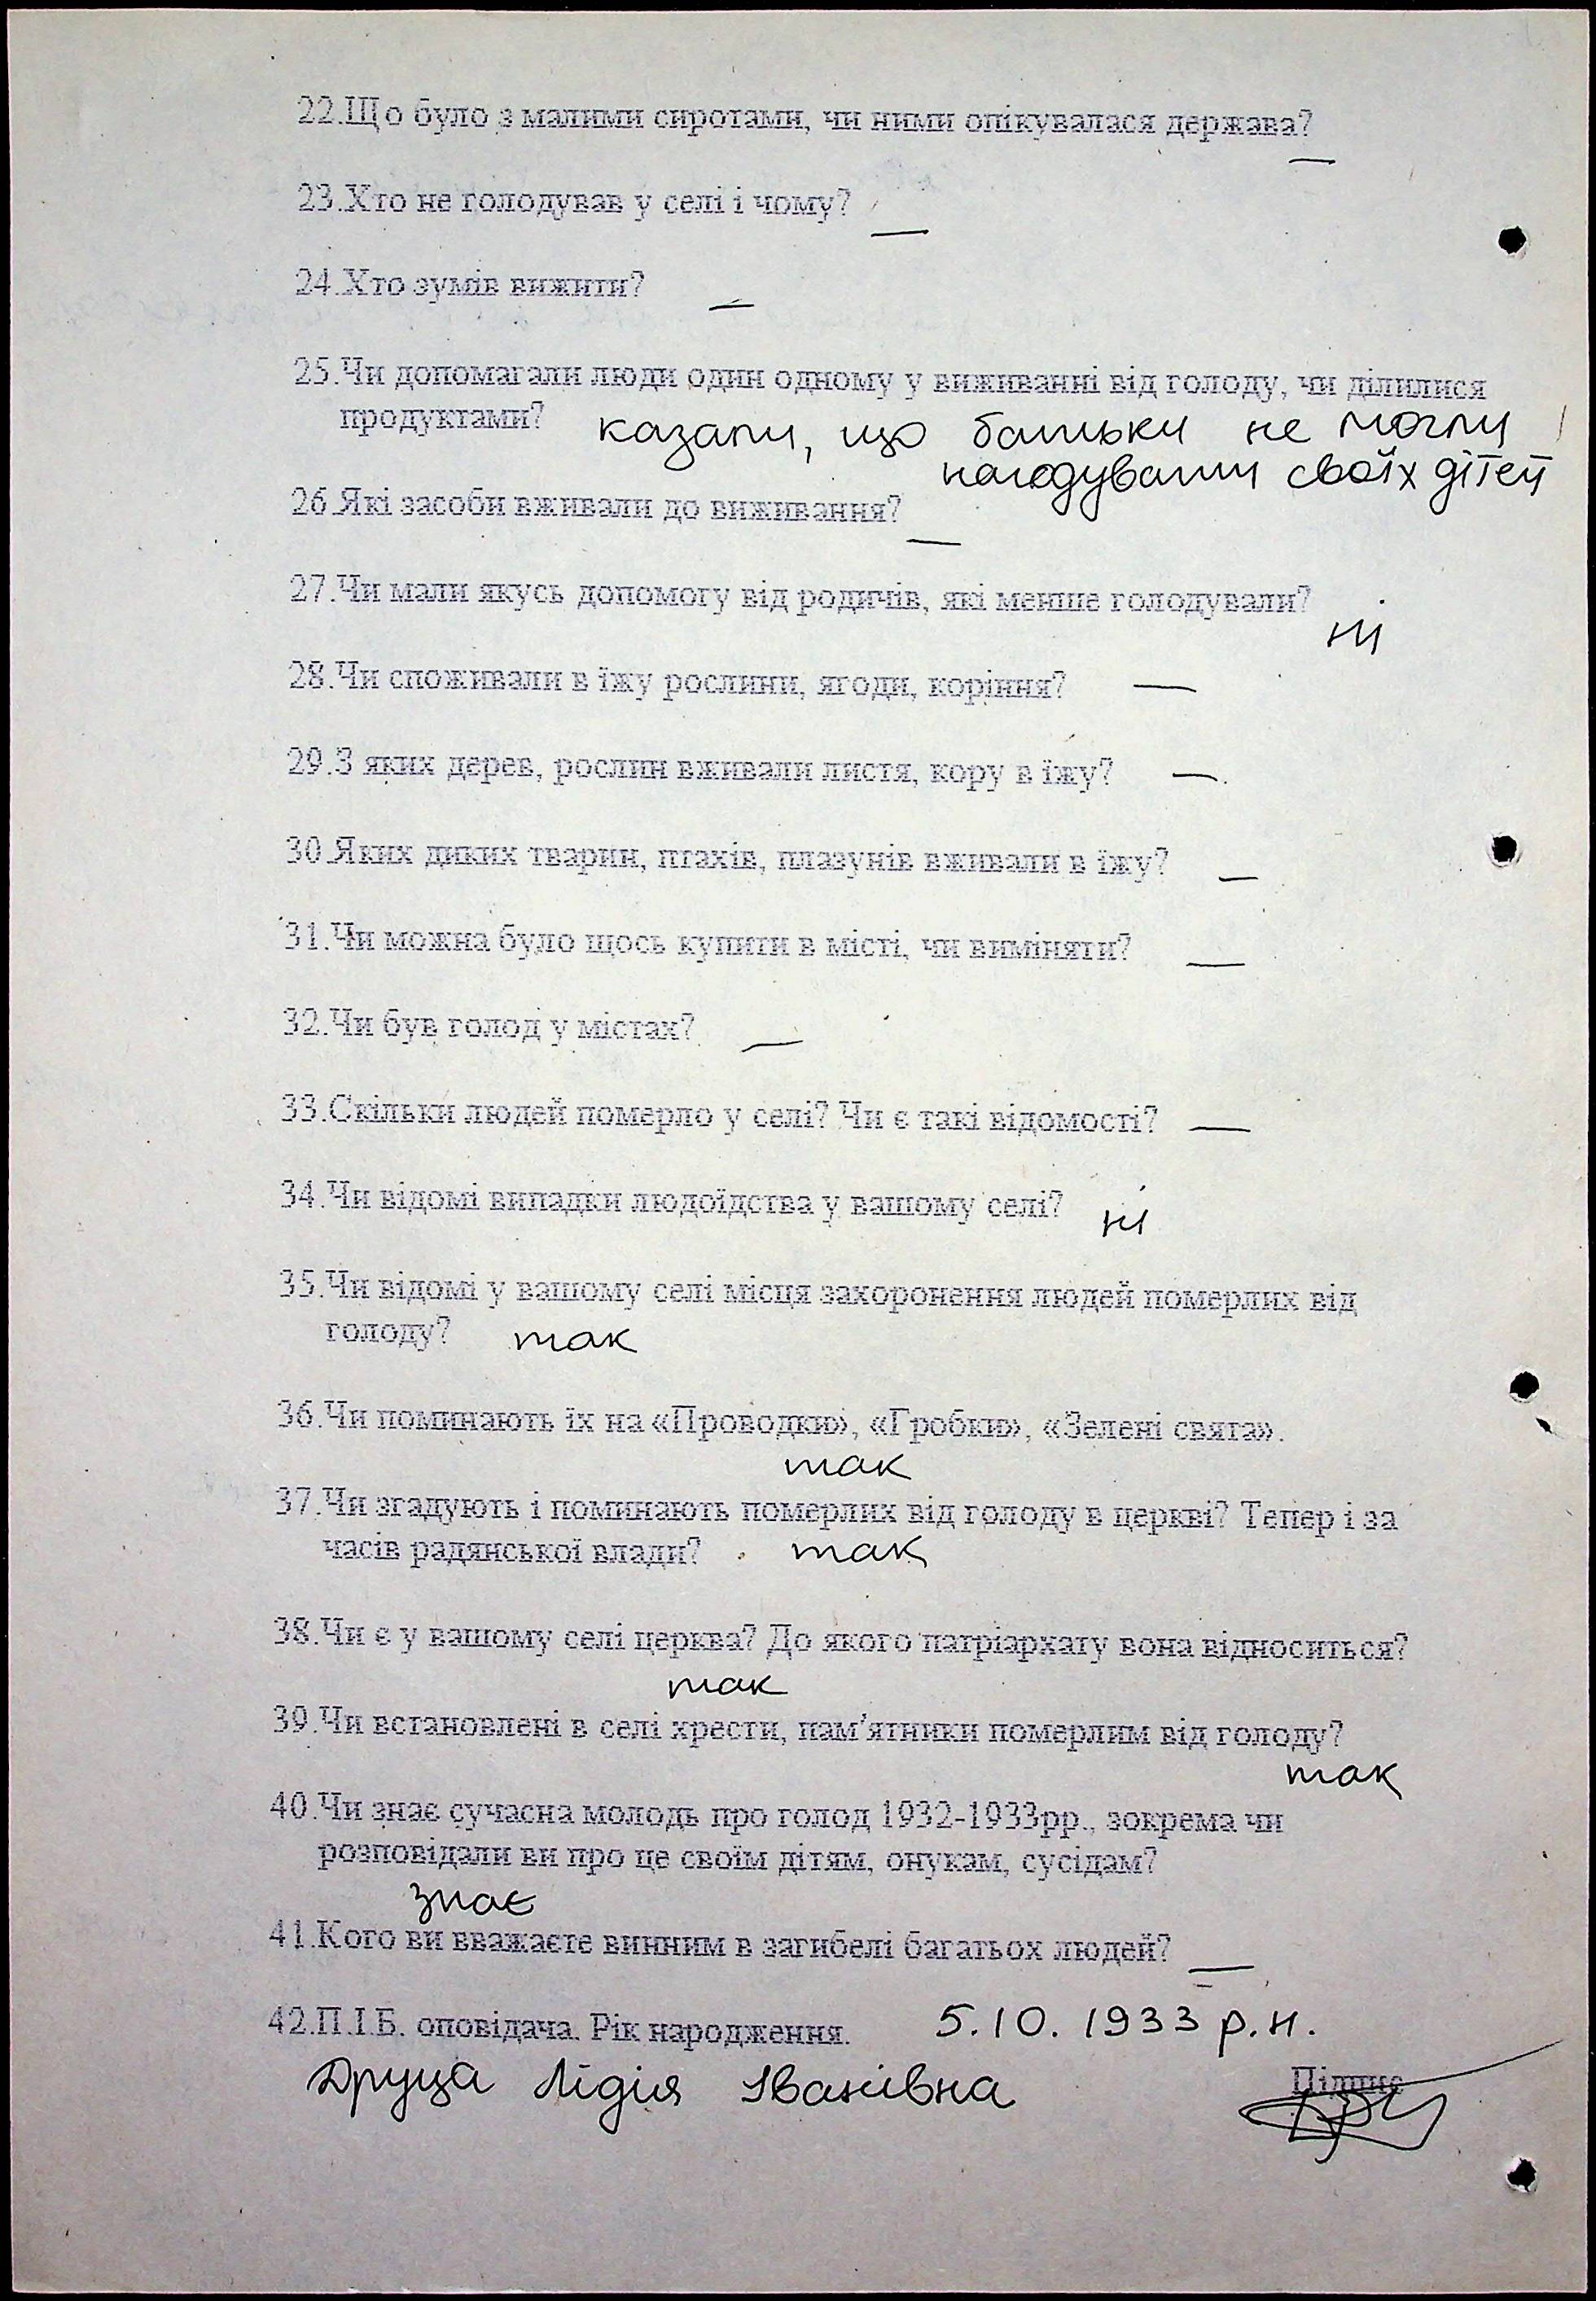 22.Що було з малими сиротами, чи ними опікувалася держава?
—
23.Хто не голодував у селі і чому?
—
24.Хто зумів вижити? —
25.Чи допомагали люди один одному у виживанні від голоду, чи ділилися
продуктами? казали, що батьки не могли
нагодувати своїх дітей
26.Які засоби вживали до виживання?
—
27.Чи мали якусь допомогу від родичів, які менше голодували?
ні
28.Чи споживали в їжу рослини, ягоди, коріння? —
29.З яких дерев, рослин вживали листя, кору в їжу? —
30.Яких диких тварин, птахів, плазунів вживали в їжу? —
31.Чи можна було щось купити в місті, чи виміняти? —
32.Чи був голод у містах? —
33.Скільки людей померло у селі? Чи є такі відомості? —
34.Чи відомі випадки людоїдства у вашому селі? ні
35.Чи відомі у вашому селі місця захоронення людей померлих від
голоду? так
36.Чи поминають їх на «Проводки», «Гробки», «Зелені свята».
так
37.Чи згадують і поминають померлих від голоду в церкві? Тепер і за
часів радянської влади? так
38.Чи є у вашому селі церква? До якого патріархату вона відноситься?
так
39.Чи встановлені в селі хрести, пам'ятники померлим від голоду?
так
40.Чи знає сучасна молодь про голод 1932-1933рр., зокрема чи
розповідали ви про це своїм дітям, онукам, сусідам?
знає
41.Кого ви вважаєте винним в загибелі багатьох людей? —
42.П.І.Б. оповідача. Рік народження. 5.10.1933 р.н.
Друца Лідія Іванівна Підпис